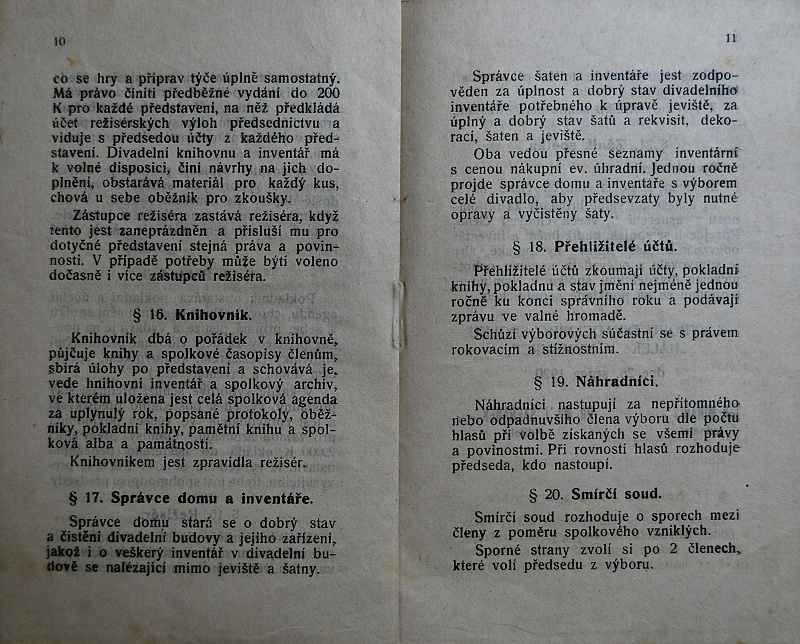 10
co se hry a příprav týče úplně samostatný.
Má právo činiti předběžné vydání do 200
K pro každé představení, na něž předkládá
účet režisérských výloh předsednictvu a
viduje s předsedou účty z každého před-
stavení. Divadelní knihovnu a inventář má
k volné disposici, činí návrhy na jich do-
plnění, obstarává materiál pro každý kus,
chová u sebe oběžník pro zkoušky.
Zástupce režiséra zastává režiséra, když
tento jest zaneprázdněn a přísluší mu pro
dotyčné představení stejná práva a povin-
nosti. V případě potřeby může býti voleno
dočasně i více zástupců režiséra.
§ 16. Knihovník.
Knihovník dbá o pořádek v knihovně,
půjčuje knihy a spolkové časopisy členům,
sbírá úlohy po představení a schovává je,
vede hnihovní inventář a spolkový archiv,
ve kterém uložena jest celá spolková agenda
za uplynulý rok, popsané protokoly, oběž-
níky, pokladní knihy, pamětní knihu a spol-
ková alba a památnosti.
Knihovníkem jest zpravidla režisér.
§ 17. Správce domu a inventáře.
Správce domu stará se o dobrý stav
a čistění divadelní budovy a jejího zařízení,
jakož i o veškerý inventář v divadelní bu-
dově se nalézající mimo jeviště a šatny.
11
Správce šaten a inventáře jest zodpo-
věden za úplnost a dobrý stav divadelního
inventáře potřebného k úpravě jeviště, za
úplný a dobrý stav šatů a rekvisit, deko-
rací, šaten a jeviště.
Oba vedou přesné seznamy inventární
s cenou nákupní ev. úhradní. Jednou ročně
projde správce domu a inventáře s výborem
celé divadlo, aby předsevzaty byly nutné
opravy a vyčistěny šaty.
§ 18. Přehližitelé účtů.
Přehližitelé účtů zkoumají účty, pokladní
knihy, pokladnu a stav jmění nejméně jednou
ročně ku konci správního roku a podávají
zprávu ve valné hromadě.
Schůzí výborových súčastní se s právem
rokovacím a stížnostním.
§ 19. Náhradníci.
Náhradníci nastupují za nepřítomného
nebo odpadnuvšího člena výboru dle počtu
hlasů při volbě získaných se všemi právy
a povinostmi. Při rovnosti hlasů rozhoduje
předseda, kdo nastoupí.
§ 20. Smírčí soud.
Smírčí soud rozhoduje o sporech mezi
členy z poměru spolkového vzniklých.
Sporné strany zvolí si po 2 členech,
které volí předsedu z výboru.